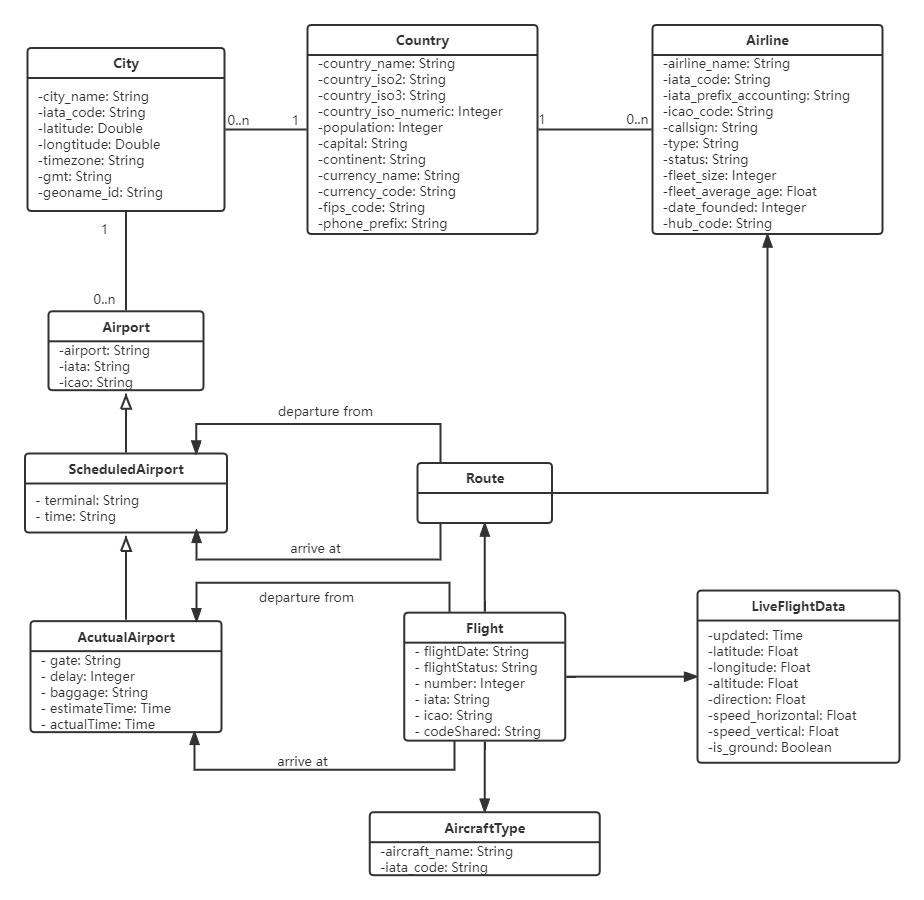 City
-city_name: String
-iata_code: String
-latitude: Double
-longtitude: Double
-timezone: String
-gmt: String
-geoname_id: String
0..n
1
Country
-country_name: String
-country_iso2: String
-country_iso3: String
-country_iso_numeric: Integer
-population: Integer
-capital: String
-continent: String
-currency_name: String
-currency_code: String
-fips_code: String
-phone_prefix: String
1
0..n
Airline
-airline_name: String
-iata_code: String
-iata_prefix_accounting: String
-icao_code: String
-callsign: String
-type: String
-status: String
-fleet_size: Integer
-fleet_average_age: Float
-date_founded: Integer
-hub_code: String
1
0..n
Airport
-airport: String
-iata: String
-icao: String
departure from
ScheduledAirport
- terminal: String
- time: String
Route
arrive at
departure from
AcutualAirport
- gate: String
- delay: Integer
- baggage: String
- estimateTime: Time
- actualTime: Time
Flight
- flightDate: String
- flightStatus: String
- number: Integer
- iata: String
- icao: String
- codeShared: String
LiveFlightData
-updated: Time
-latitude: Float
-longitude: Float
-altitude: Float
-direction: Float
-speed_horizontal: Float
-speed_vertical: Float
-is_ground: Boolean
arrive at
AircraftType
-aircraft_name: String
-iata_code: String